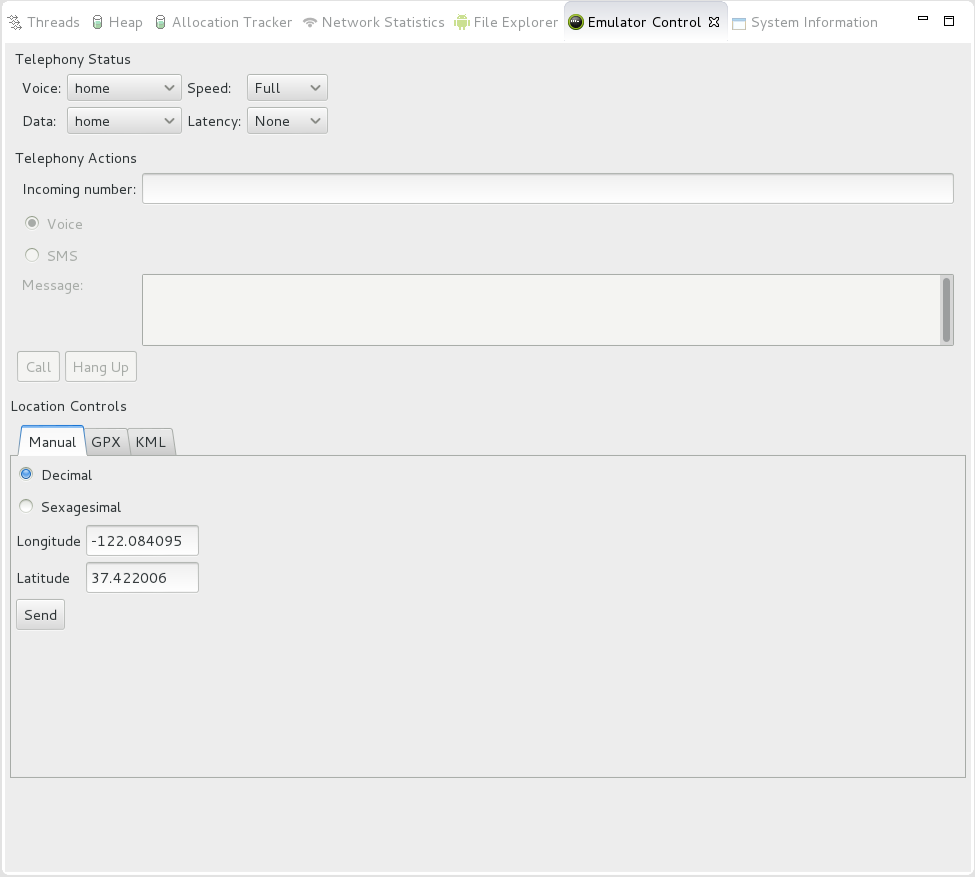 Threads Heap Allocation Tracker Network Statistics File Explorer Emulator Control System Information
Telephony Status
Voice: home Speed: Full
Data: home Latency: None
Telephony Actions
Incoming number:
Voice
SMS
Message:
Call Hang Up
Location Controls
Manual GPX KML
Decimal
Sexagesimal
Longitude -122.084095
Latitude 37.422006
Send